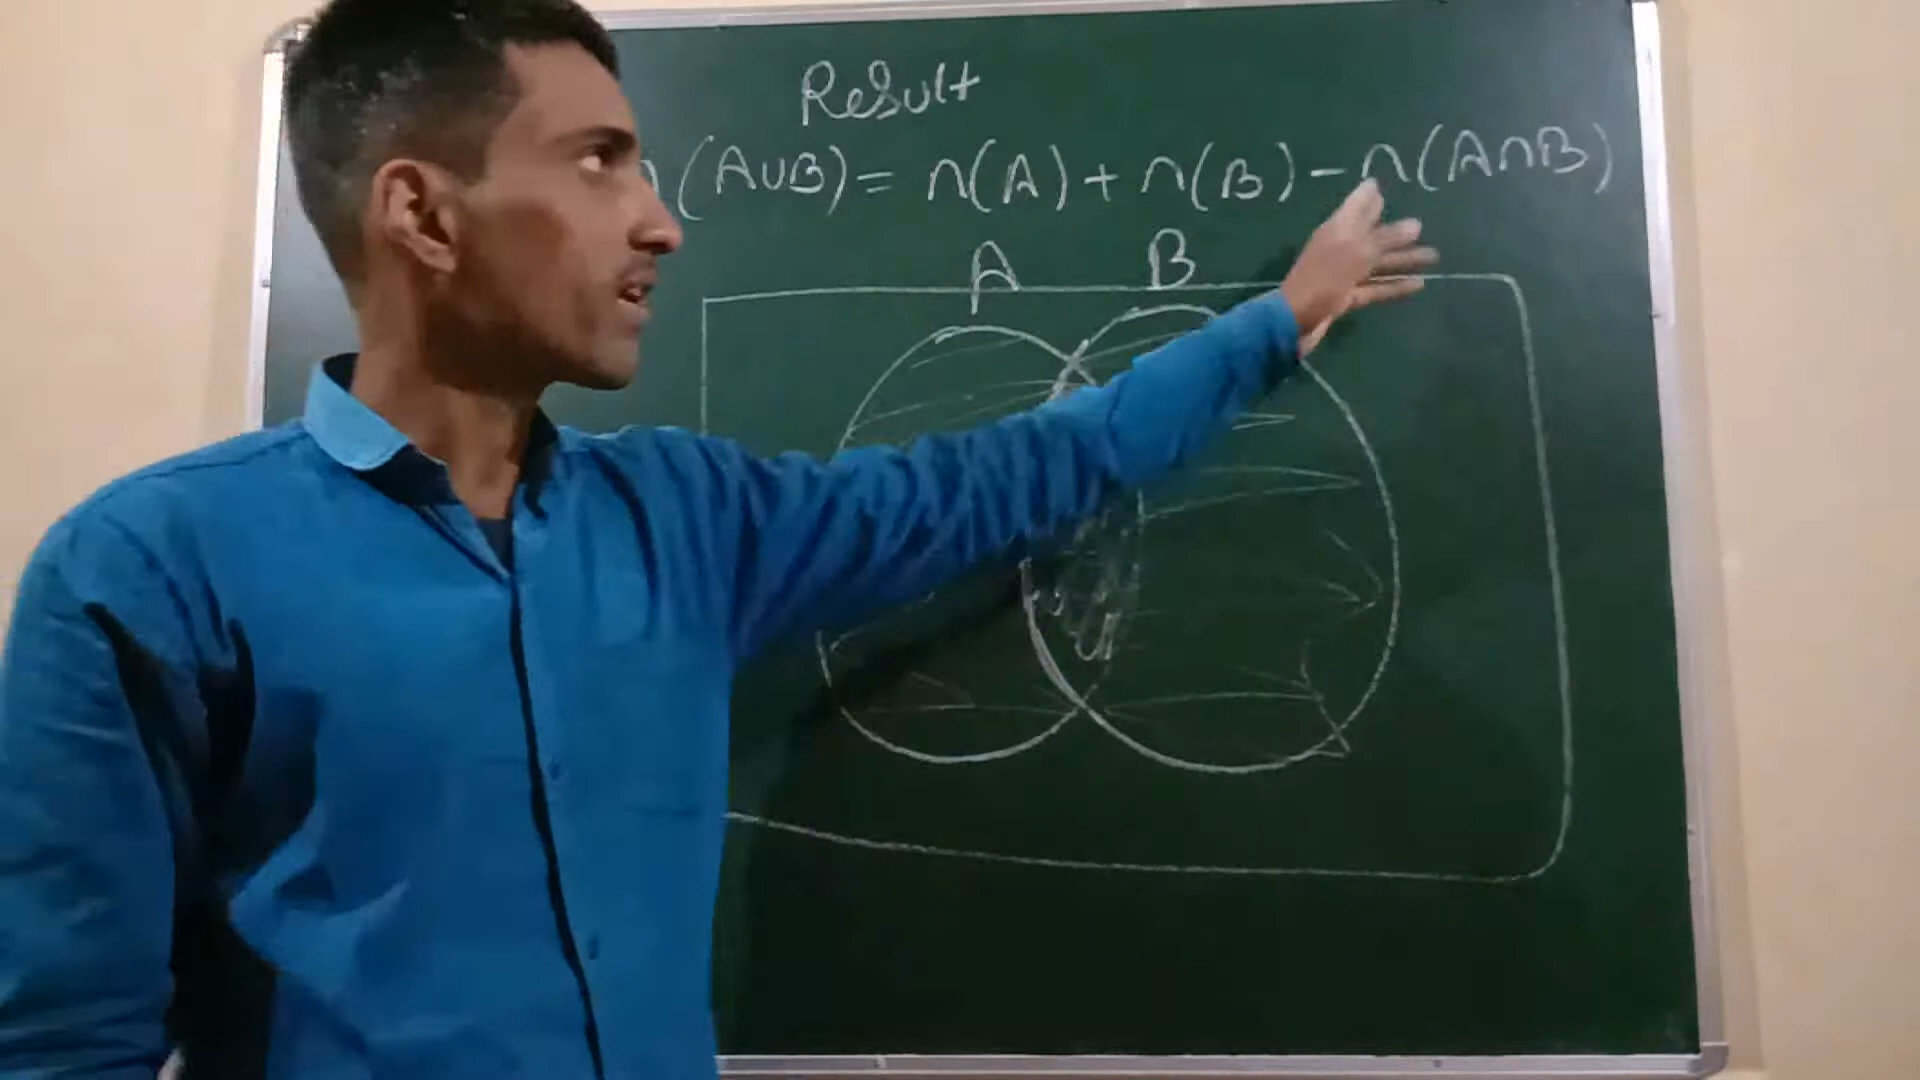 Result
n(A∪B) = n(A) + n(B) - n(A∩B)
A B